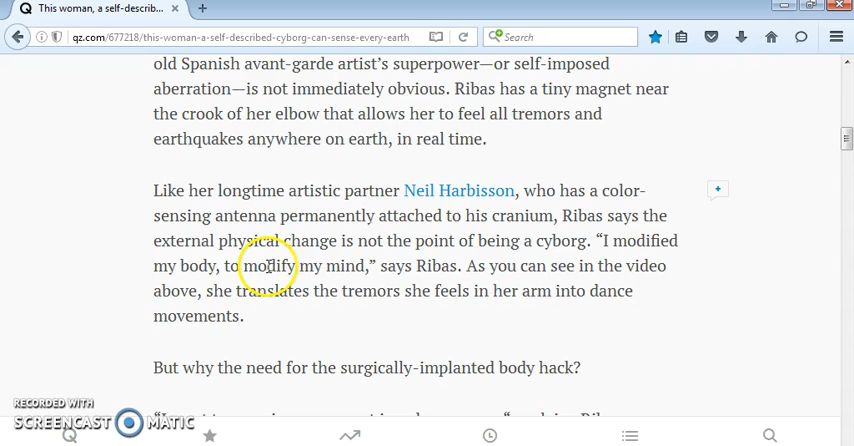 This woman, a self-describ...
qz.com/677218/this-woman-a-self-described-cyborg-can-sense-every-earth
Search
old Spanish avant-garde artist's superpower—or self-imposed
aberration—is not immediately obvious. Ribas has a tiny magnet near
the crook of her elbow that allows her to feel all tremors and
earthquakes anywhere on earth, in real time.
Like her longtime artistic partner Neil Harbisson, who has a color-
sensing antenna permanently attached to his cranium, Ribas says the
external physical change is not the point of being a cyborg. “I modified
my body, to modify my mind,” says Ribas. As you can see in the video
above, she translates the tremors she feels in her arm into dance
movements.
But why the need for the surgically-implanted body hack?
RECORDED WITH
SCREENCAST MATIC